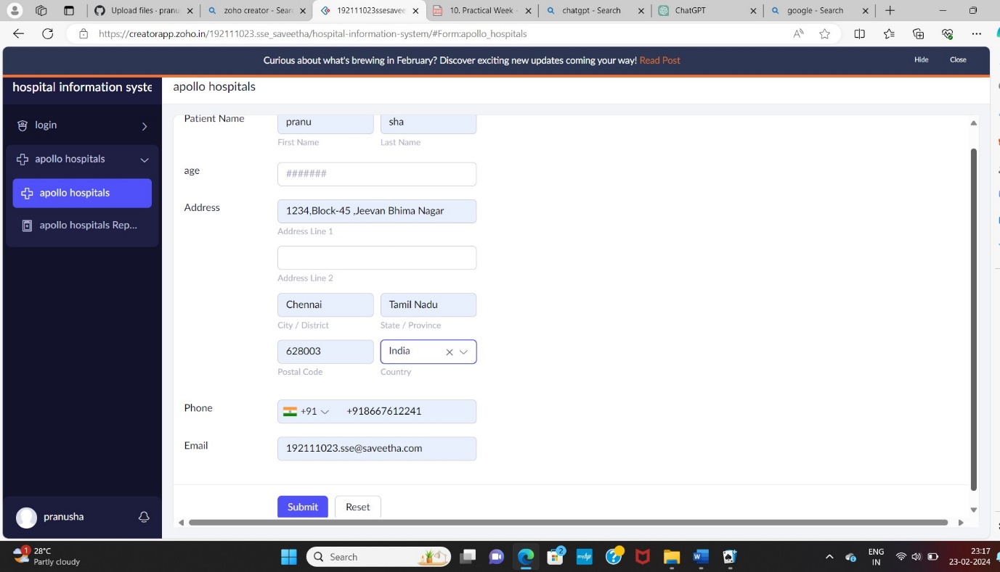 Upload files · pranu
zoho creator - Sear
192111023ssesavee
10. Practical Week -
chatgpt - Search
ChatGPT
google - Search
https://creatorapp.zoho.in/192111023.sse_saveetha/hospital-information-system/#Form:apollo_hospitals
Curious about what's brewing in February? Discover exciting new updates coming your way! Read Post
Hide
Close
hospital information syste
apollo hospitals
login
apollo hospitals
apollo hospitals
apollo hospitals Rep...
pranusha
Patient Name
pranu
sha
First Name
Last Name
age
#######
Address
1234,Block-45 ,Jeevan Bhima Nagar
Address Line 1
Address Line 2
Chennai
Tamil Nadu
City / District
State / Province
628003
India
Postal Code
Country
Phone
+91
+918667612241
Email
192111023.sse@saveetha.com
Submit
Reset
1
28°C
Partly cloudy
Search
2
myhp
W
ENG
IN
23:17
23-02-2024